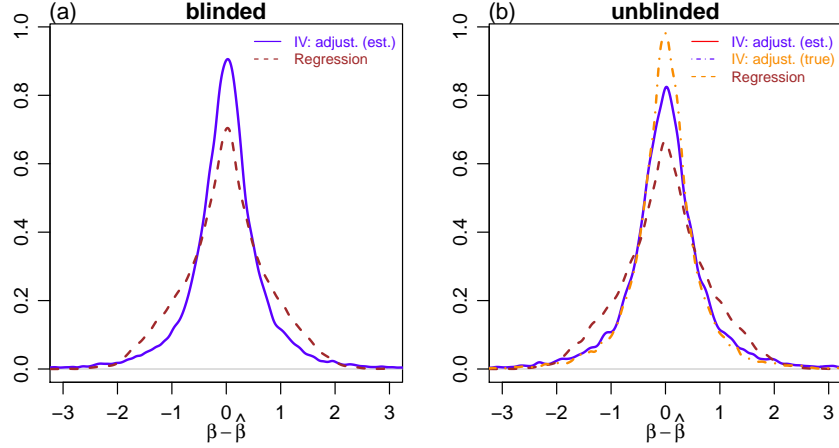 (a) blinded
IV: adjust. (est.)
Regression
0.0 0.2 0.4 0.6 0.8 1.0
−3 −2 −1 0 1 2 3
β − β̂
(b) unblinded
IV: adjust. (est.)
IV: adjust. (true)
Regression
0.0 0.2 0.4 0.6 0.8 1.0
−3 −2 −1 0 1 2 3
β − β̂